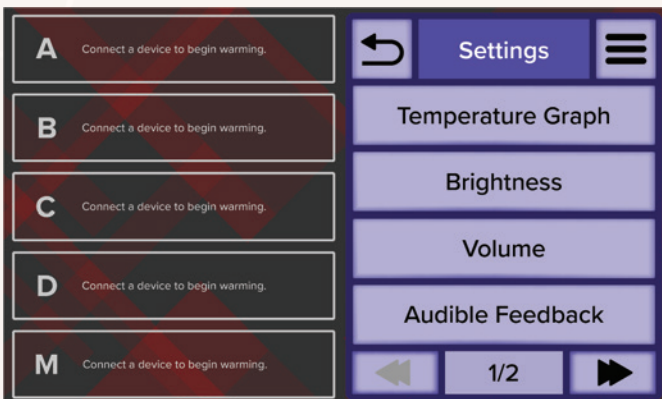 A Connect a device to begin warming.
B Connect a device to begin warming.
C Connect a device to begin warming.
D Connect a device to begin warming.
M Connect a device to begin warming.
Settings
Temperature Graph
Brightness
Volume
Audible Feedback
1/2